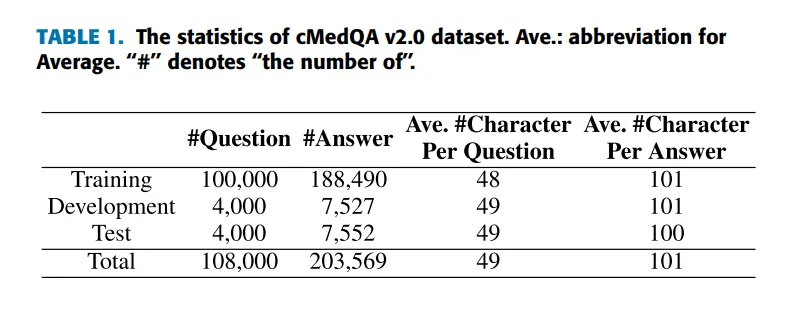 TABLE 1. The statistics of cMedQA v2.0 dataset. Ave.: abbreviation for
Average. “#” denotes “the number of”.
#Question #Answer Ave. #Character Per Question Ave. #Character Per Answer
Training 100,000 188,490 48 101
Development 4,000 7,527 49 101
Test 4,000 7,552 49 100
Total 108,000 203,569 49 101